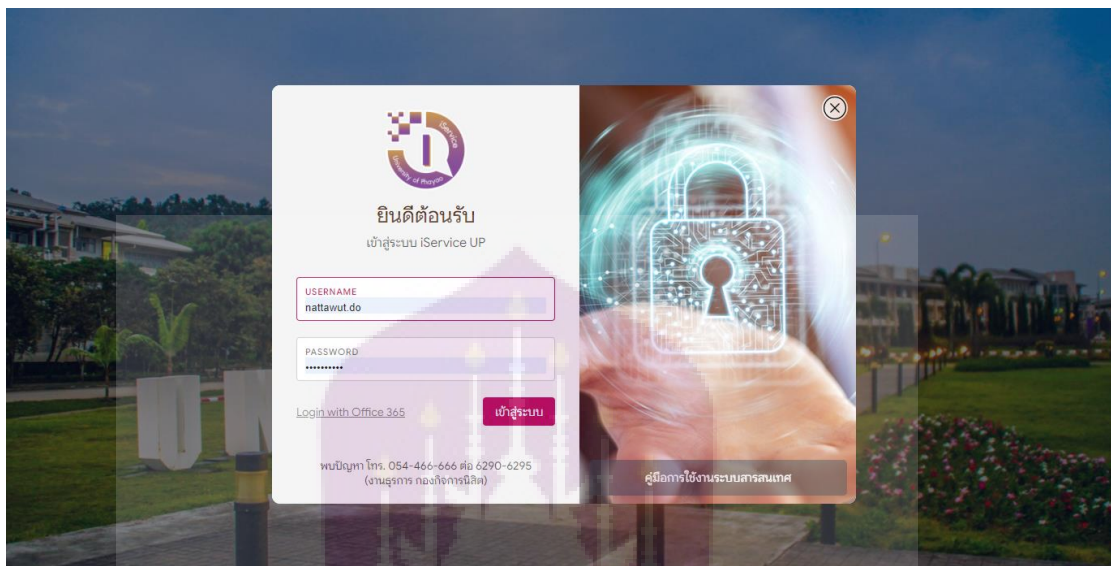 iService
University of Phayao
ยินดีต้อนรับ
เข้าสู่ระบบ iService UP
USERNAME
nattawut.do
PASSWORD
••••••••••
Login with Office 365
เข้าสู่ระบบ
พบปัญหา โทร. 054-466-666 ต่อ 6290-6295
(งานธุรการ กองกิจการนิสิต)
คู่มือการใช้งานระบบสารสนเทศ
U N